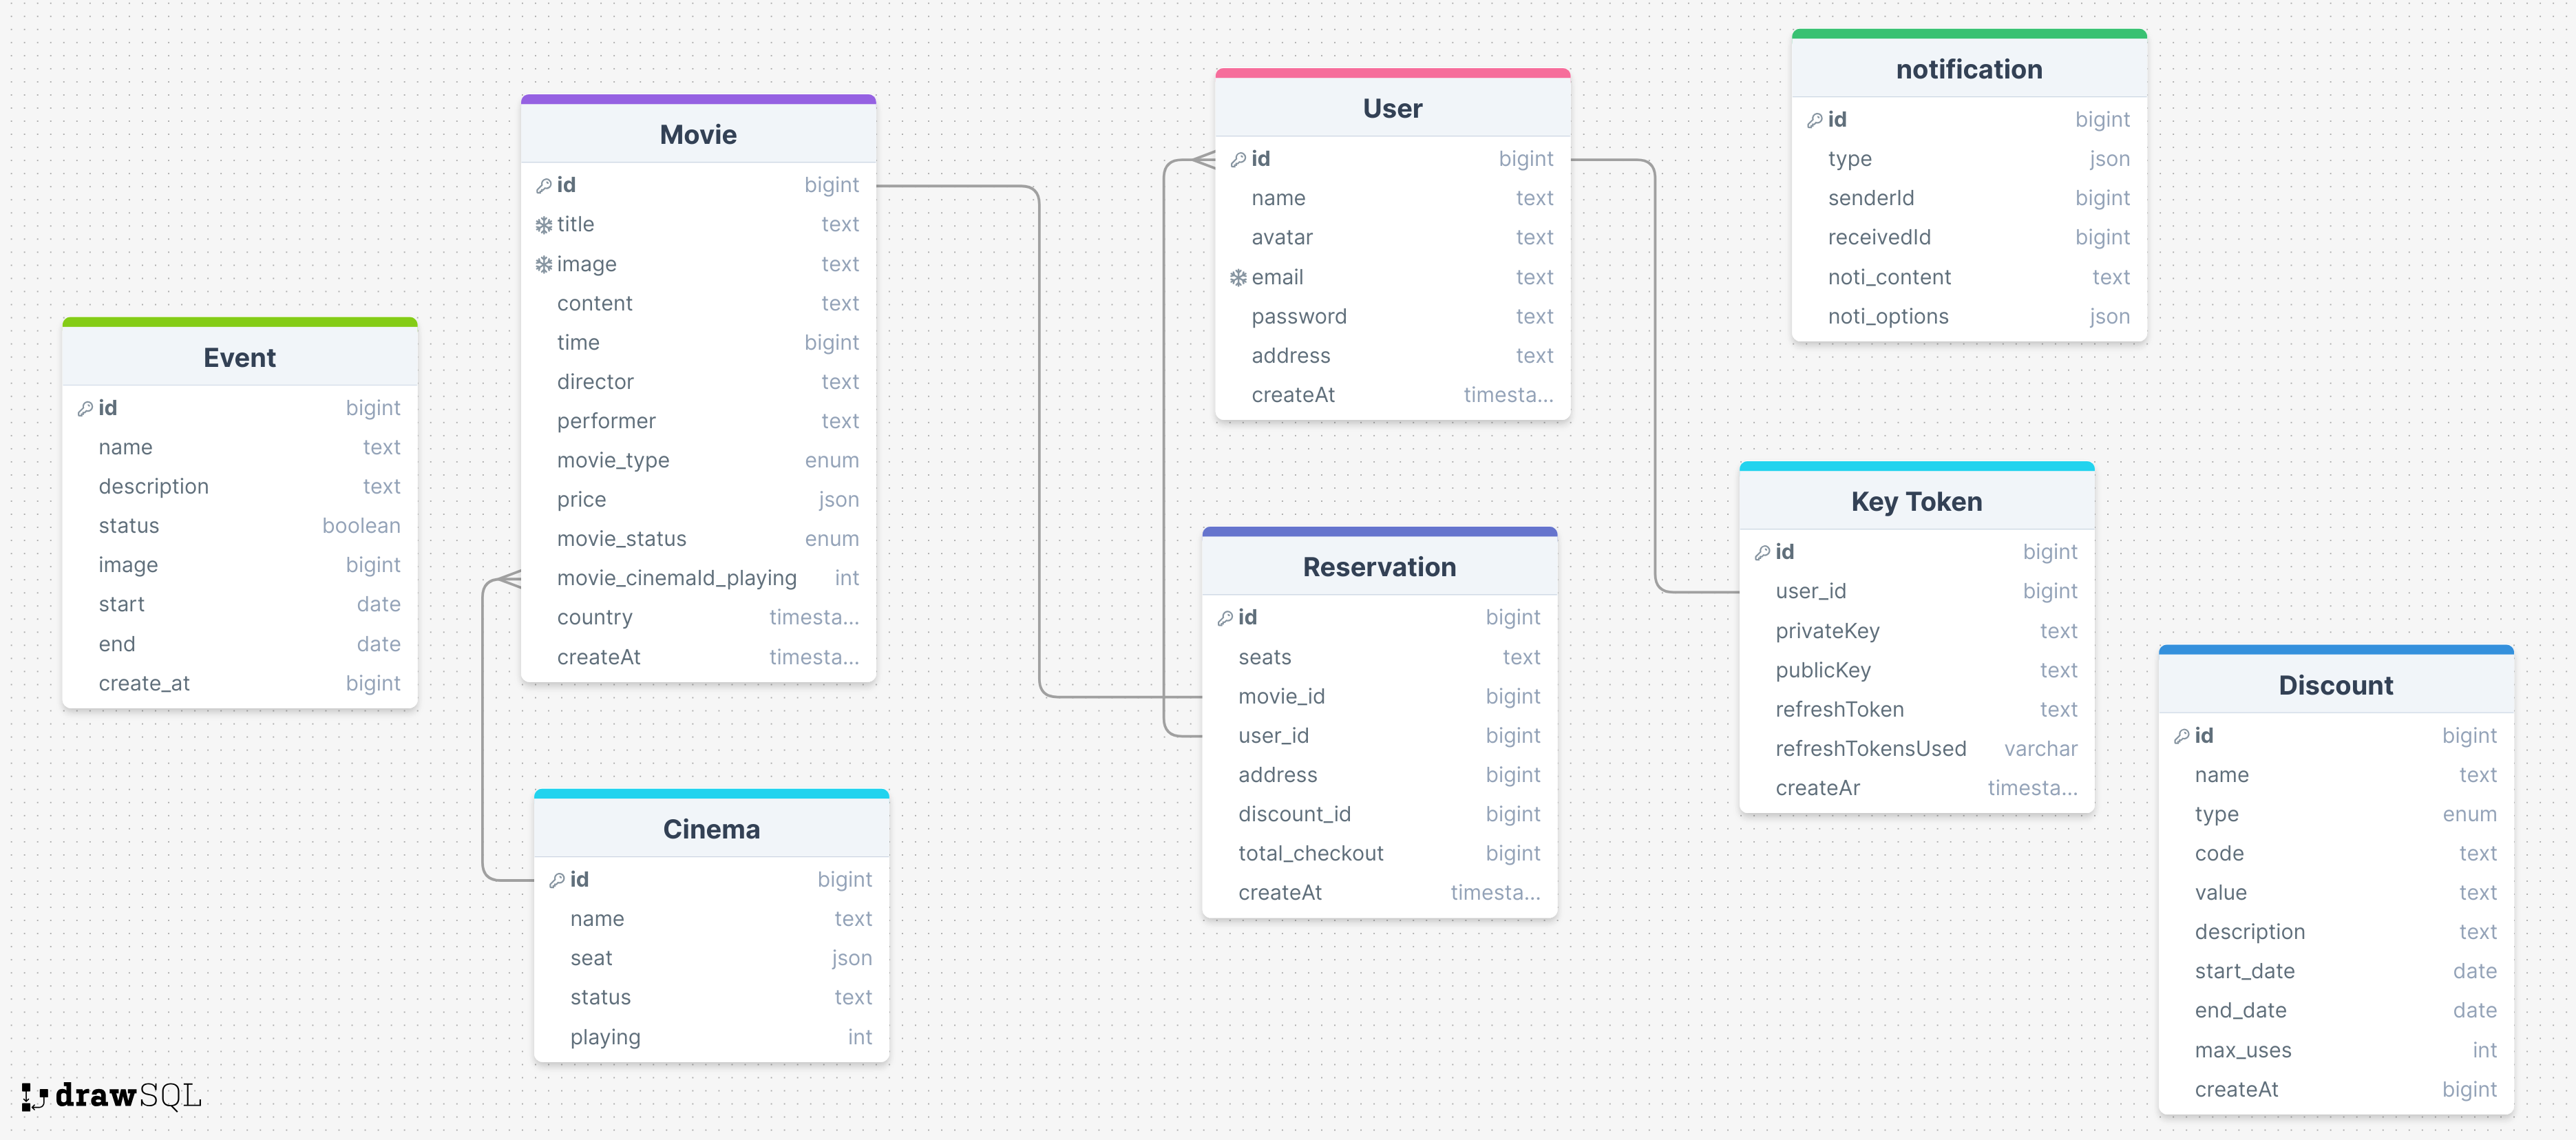 Event
id bigint
name text
description text
status boolean
image bigint
start date
end date
create_at bigint
Movie
id bigint
title text
image text
content text
time bigint
director text
performer text
movie_type enum
price json
movie_status enum
movie_cinemaId_playing int
country timesta...
createAt timesta...
Cinema
id bigint
name text
seat json
status text
playing int
User
id bigint
name text
avatar text
email text
password text
address text
createAt timesta...
Reservation
id bigint
seats text
movie_id bigint
user_id bigint
address bigint
discount_id bigint
total_checkout bigint
createAt timesta...
notification
id bigint
type json
senderId bigint
receivedId bigint
noti_content text
noti_options json
Key Token
id bigint
user_id bigint
privateKey text
publicKey text
refreshToken text
refreshTokensUsed varchar
createAr timesta...
Discount
id bigint
name text
type enum
code text
value text
description text
start_date date
end_date date
max_uses int
createAt bigint
drawSQL